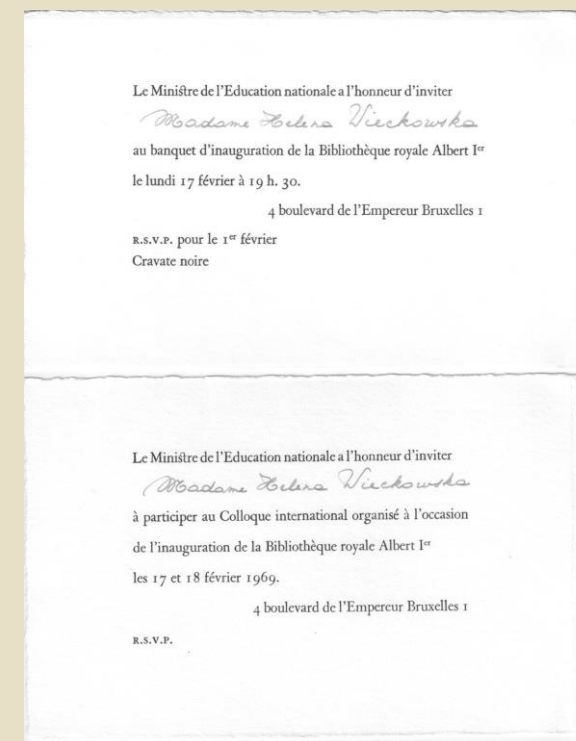 Le Ministre de l'Education nationale a l'honneur d'inviter
Madame Helena Wieckowska
au banquet d'inauguration de la Bibliothèque royale Albert Ier
le lundi 17 février à 19 h. 30.
4 boulevard de l'Empereur Bruxelles 1
R.S.V.P. pour le 1er février
Cravate noire
Le Ministre de l'Education nationale a l'honneur d'inviter
Madame Helena Wieckowska
à participer au Colloque international organisé à l'occasion
de l'inauguration de la Bibliothèque royale Albert Ier
les 17 et 18 février 1969.
4 boulevard de l'Empereur Bruxelles 1
R.S.V.P.